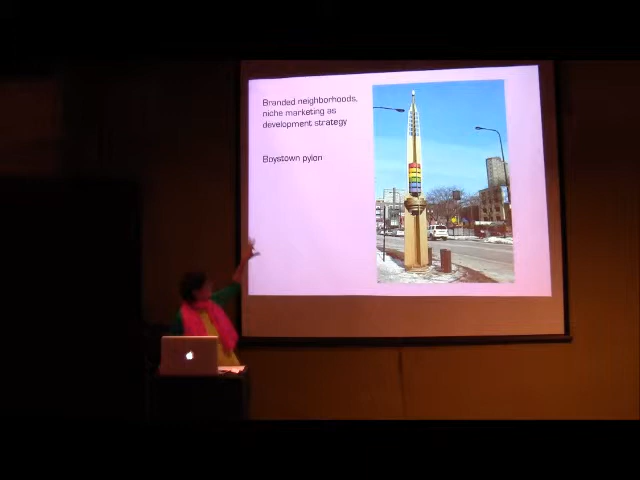 Branded neighborhoods,
niche marketing as
development strategy
Boystown pylon